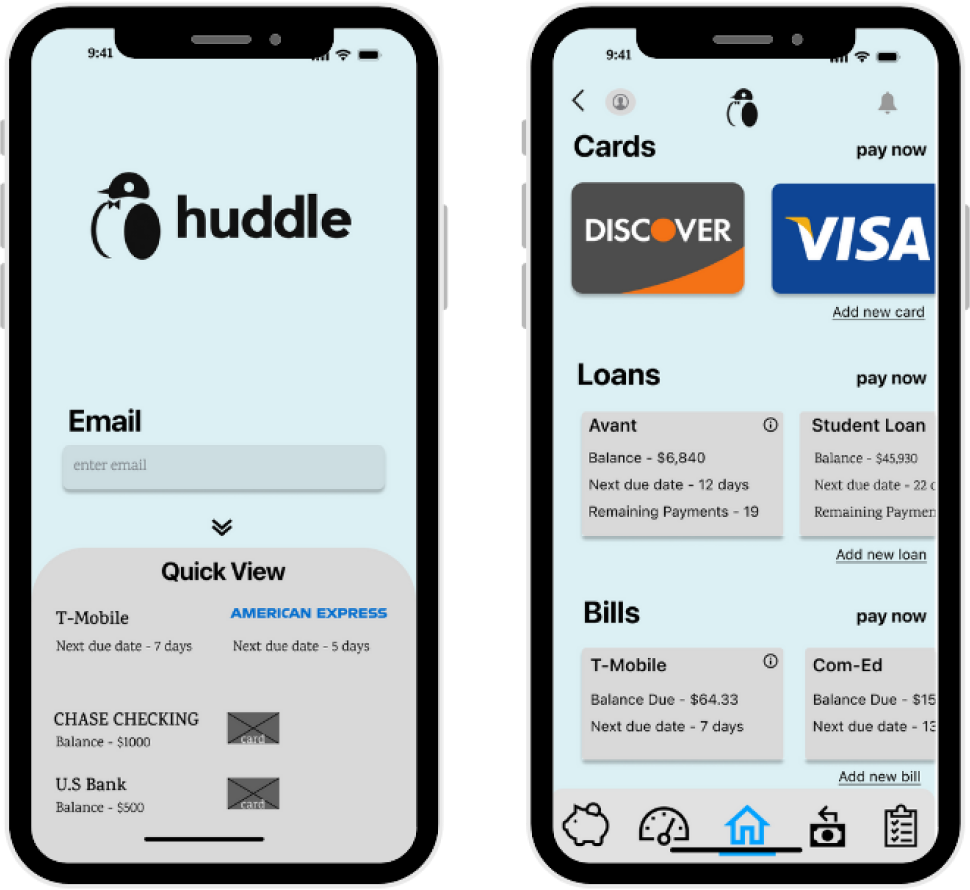 9:41
huddle
Email
enter email
Quick View
T-Mobile
Next due date - 7 days
AMERICAN EXPRESS
Next due date - 5 days
CHASE CHECKING
Balance - $1000
card
U.S Bank
Balance - $500
card
9:41
Cards
pay now
DISCOVER
VISA
Add new card
Loans
pay now
Avant
Balance - $6,840
Next due date - 12 days
Remaining Payments - 19
Student Loan
Balance - $45,930
Next due date - 22 d
Remaining Paymen
Add new loan
Bills
pay now
T-Mobile
Balance Due - $64.33
Next due date - 7 days
Com-Ed
Balance Due - $15
Next due date - 13
Add new bill